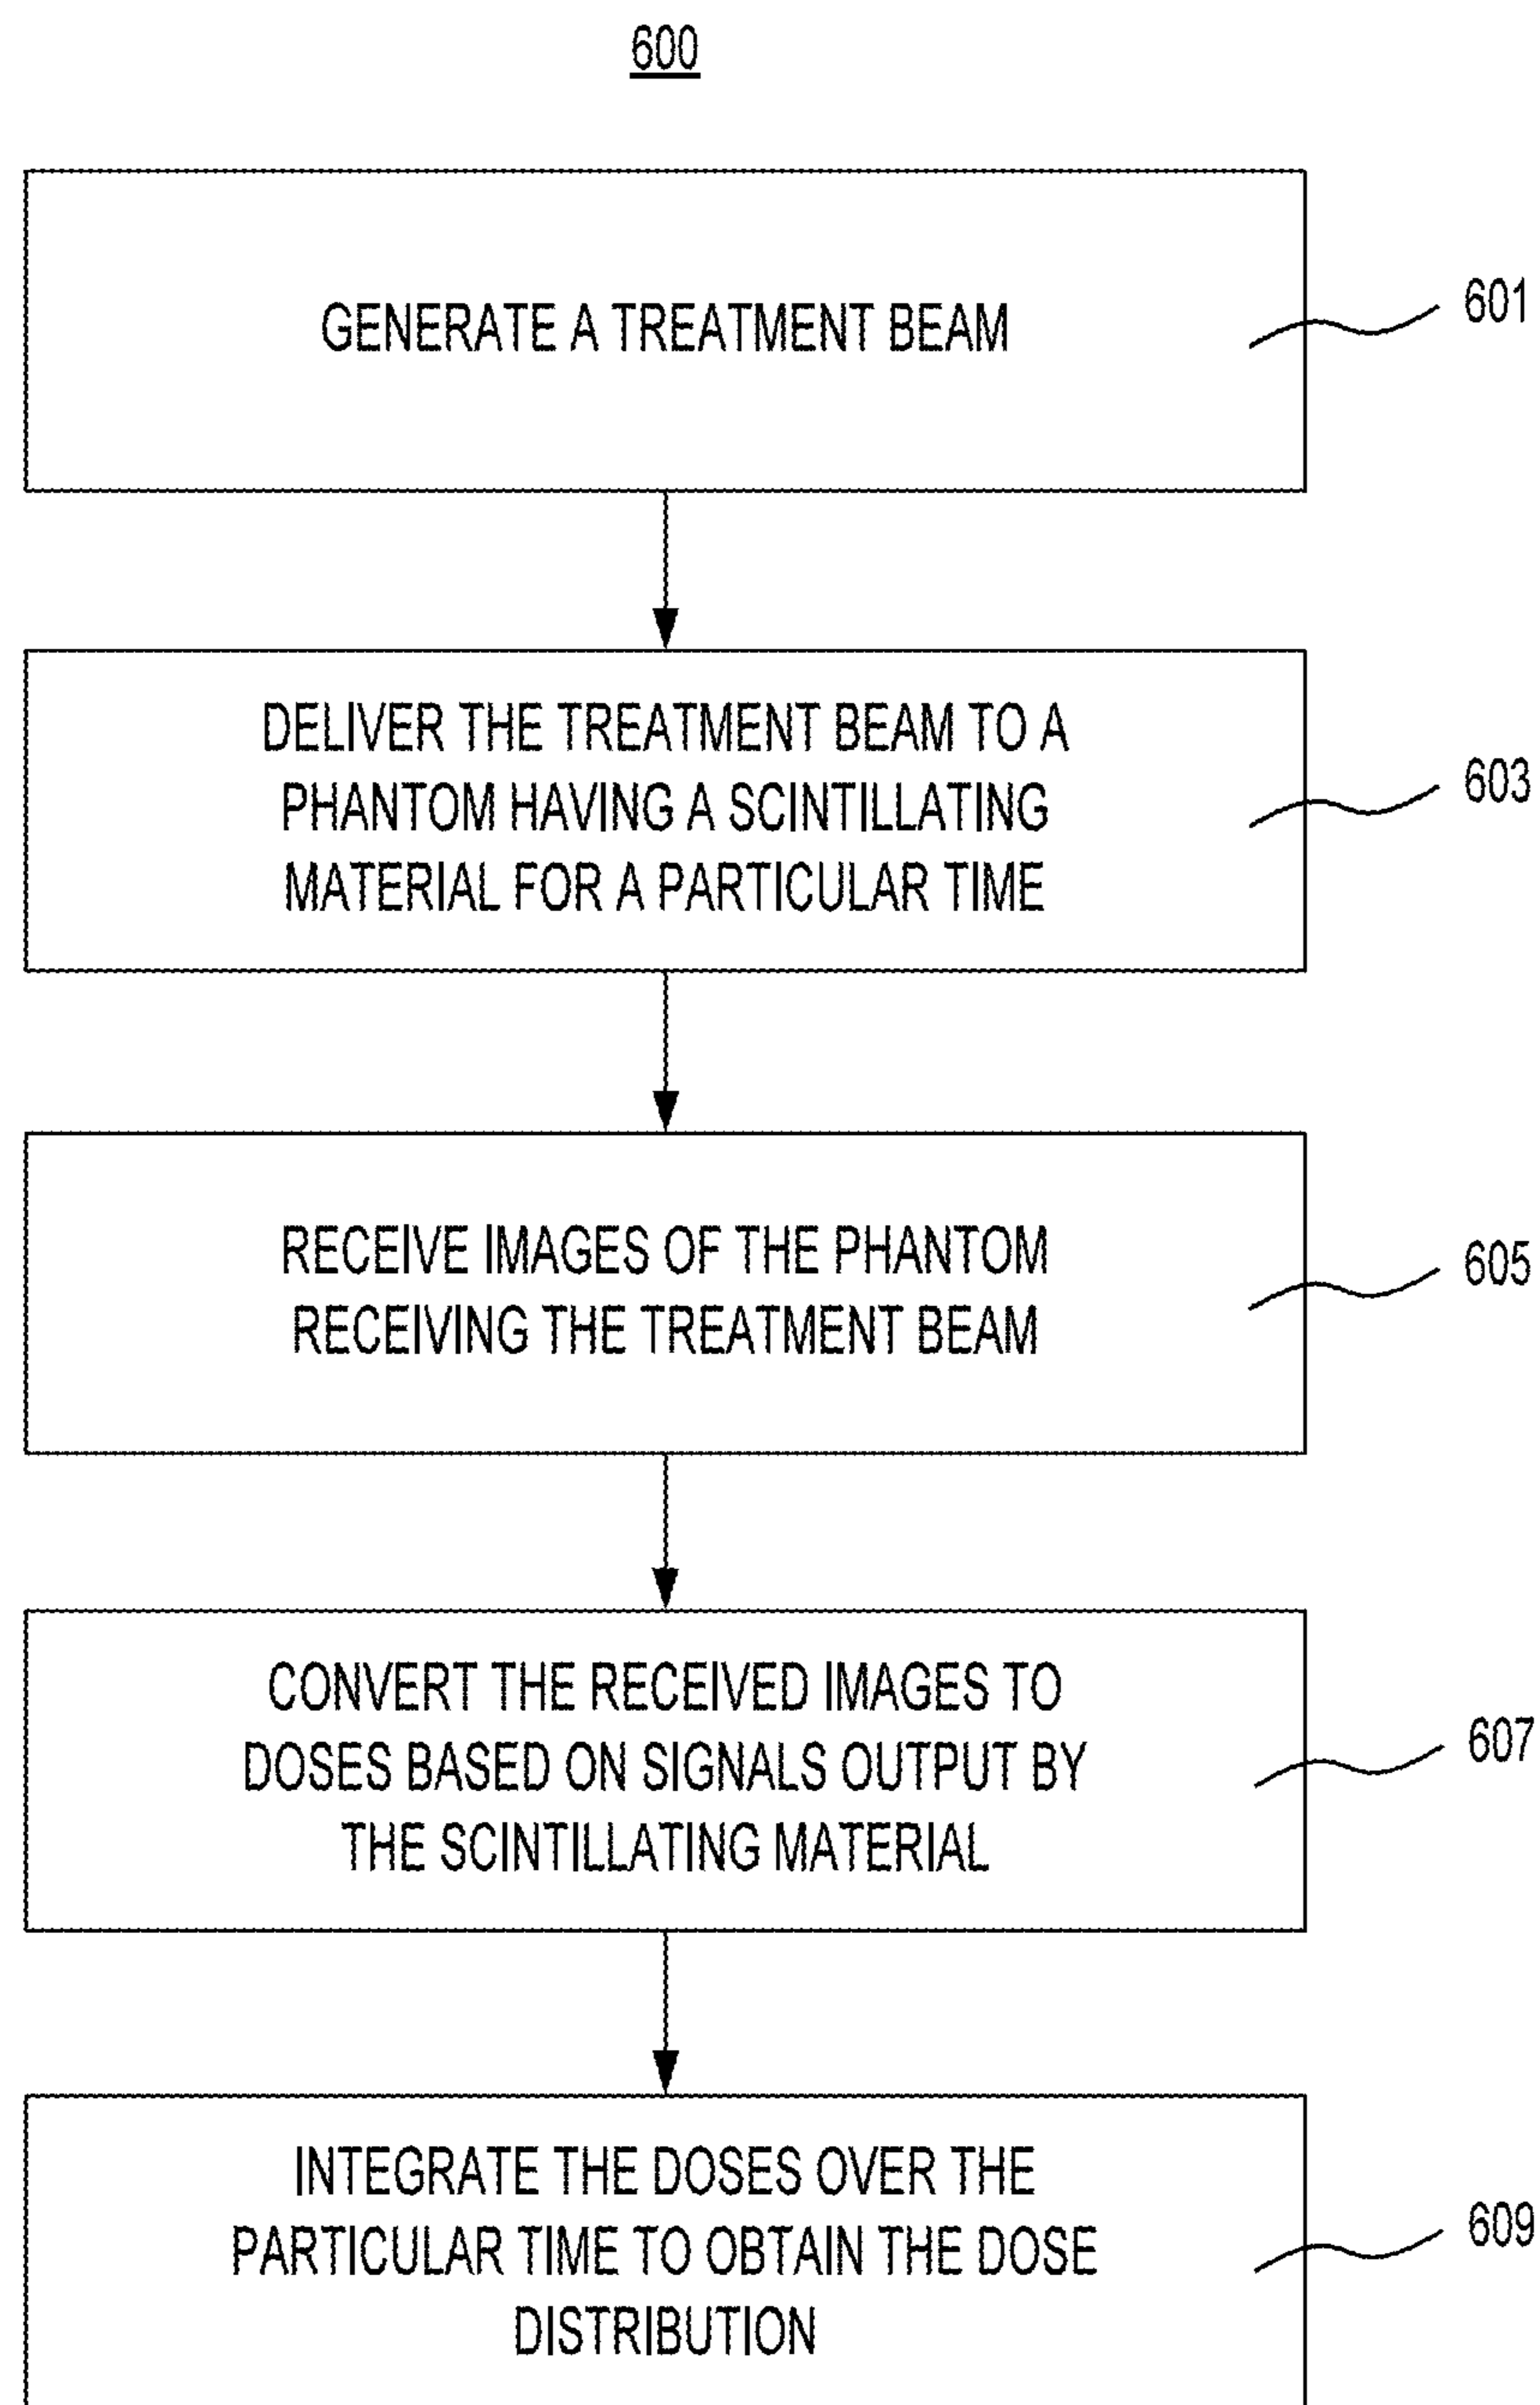 600
GENERATE A TREATMENT BEAM
601
DELIVER THE TREATMENT BEAM TO A
PHANTOM HAVING A SCINTILLATING
MATERIAL FOR A PARTICULAR TIME
603
RECEIVE IMAGES OF THE PHANTOM
RECEIVING THE TREATMENT BEAM
605
CONVERT THE RECEIVED IMAGES TO
DOSES BASED ON SIGNALS OUTPUT BY
THE SCINTILLATING MATERIAL
607
INTEGRATE THE DOSES OVER THE
PARTICULAR TIME TO OBTAIN THE DOSE
DISTRIBUTION
609